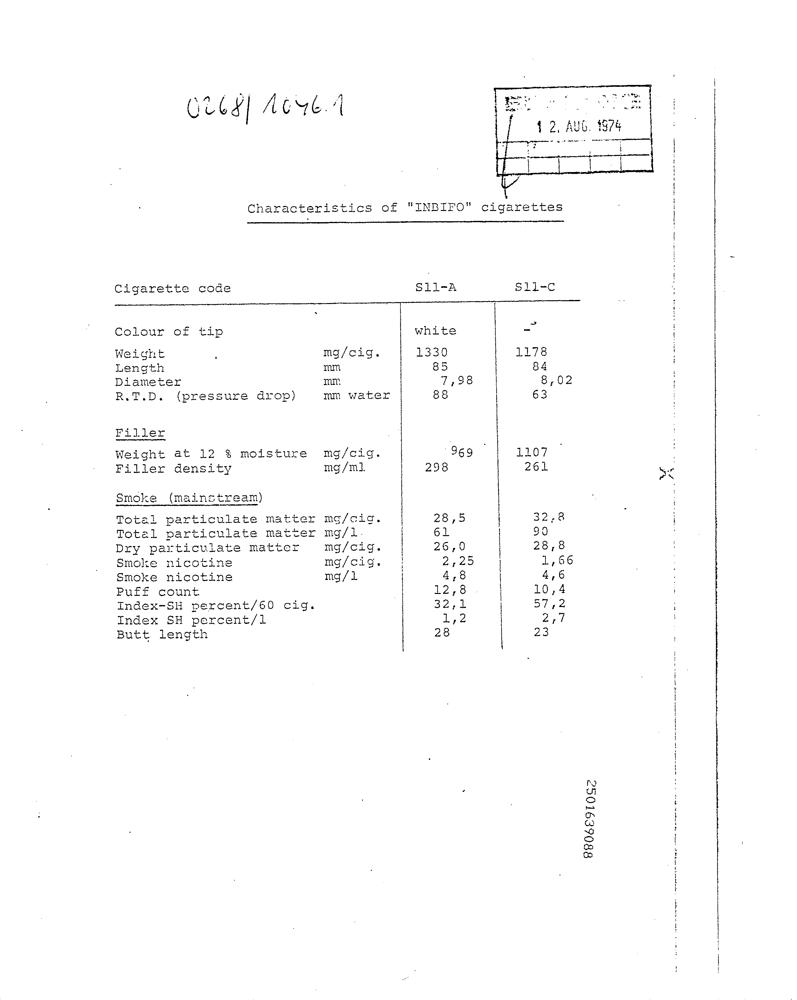 0268/1046.1
12. AUG. 1974
Characteristics of "INBIFO" cigarettes
Cigarette code S11-A S11-C
Colour of tip white -
Weight mg/cig. 1330 1178
Length mm 85 84
Diameter mm 7,98 8,02
R.T.D. (pressure drop) mm water 88 63
Filler
Weight at 12 % moisture mg/cig. 969 1107
Filler density mg/ml 298 261
Smoke (mainstream)
Total particulate matter mg/cig. 28,5 32,8
Total particulate matter mg/l 61 90
Dry particulate matter mg/cig. 26,0 28,8
Smoke nicotine mg/cig. 2,25 1,66
Smoke nicotine mg/l 4,8 4,6
Puff count 12,8 10,4
Index-SH percent/60 cig. 32,1 57,2
Index SH percent/l 1,2 2,7
Butt length 28 23
2501639088